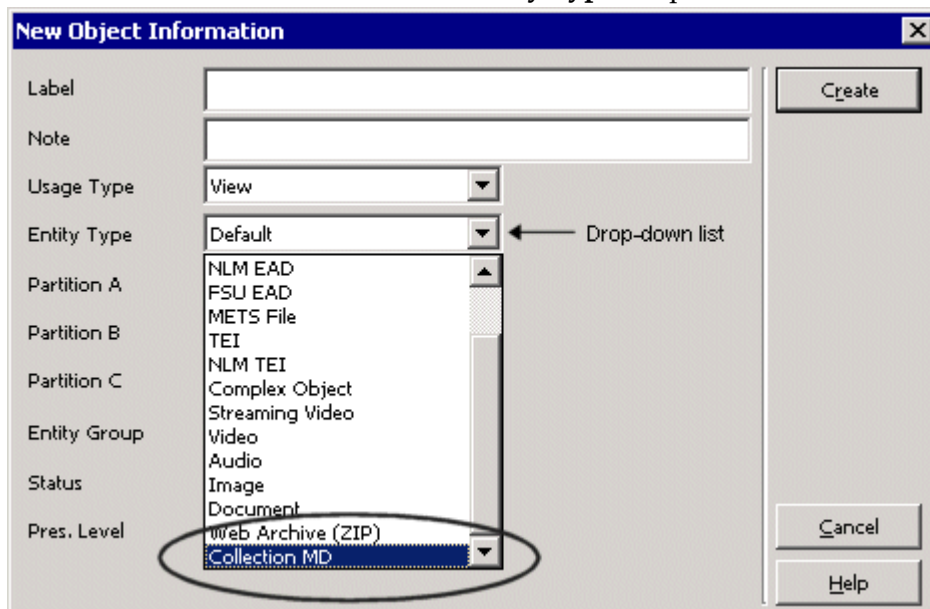 New Object Information
Label
Create
Note
Usage Type View
Entity Type Default Drop-down list
NLM EAD
Partition A
FSU EAD
METS File
Partition B
TEI
NLM TEI
Partition C
Complex Object
Streaming Video
Entity Group
Video
Audio
Status
Image
Document
Pres. Level
Web Archive (ZIP)
Cancel
Collection MD
Help